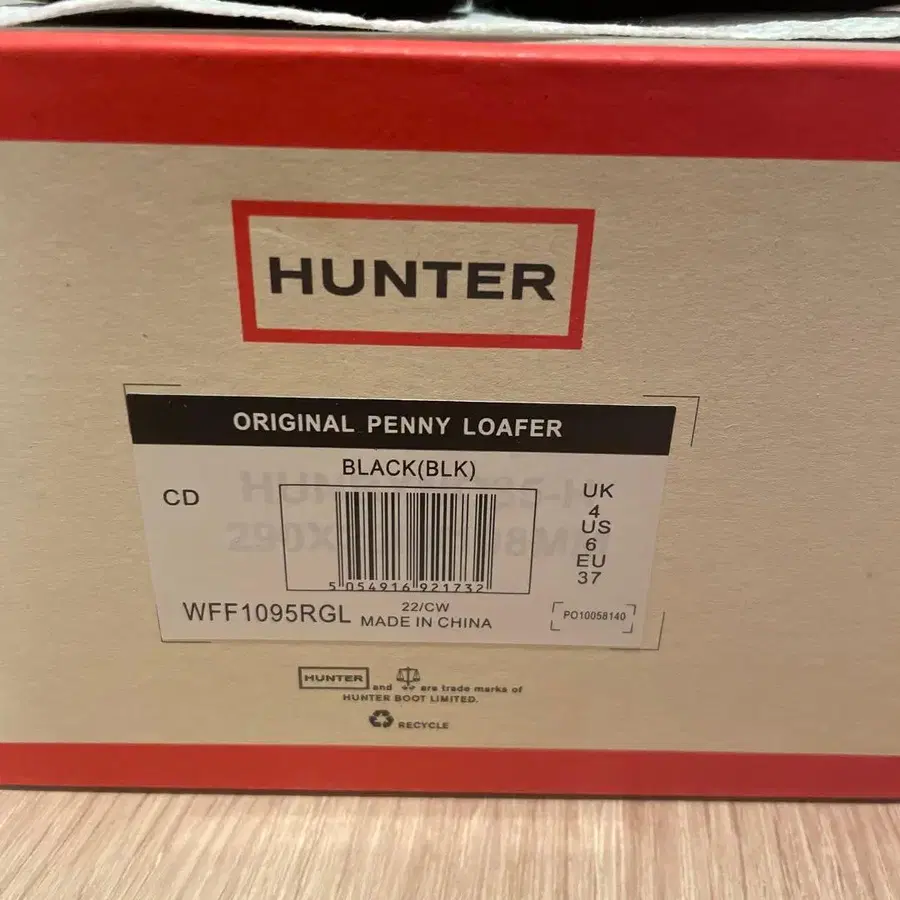 HUNTER
ORIGINAL PENNY LOAFER
BLACK(BLK)
CD
UK
4
US
6
EU
37
5 054916 921732
WFF1095RGL
22/CW
MADE IN CHINA
PO10058140
HUNTER and are trade marks of
HUNTER BOOT LIMITED.
RECYCLE